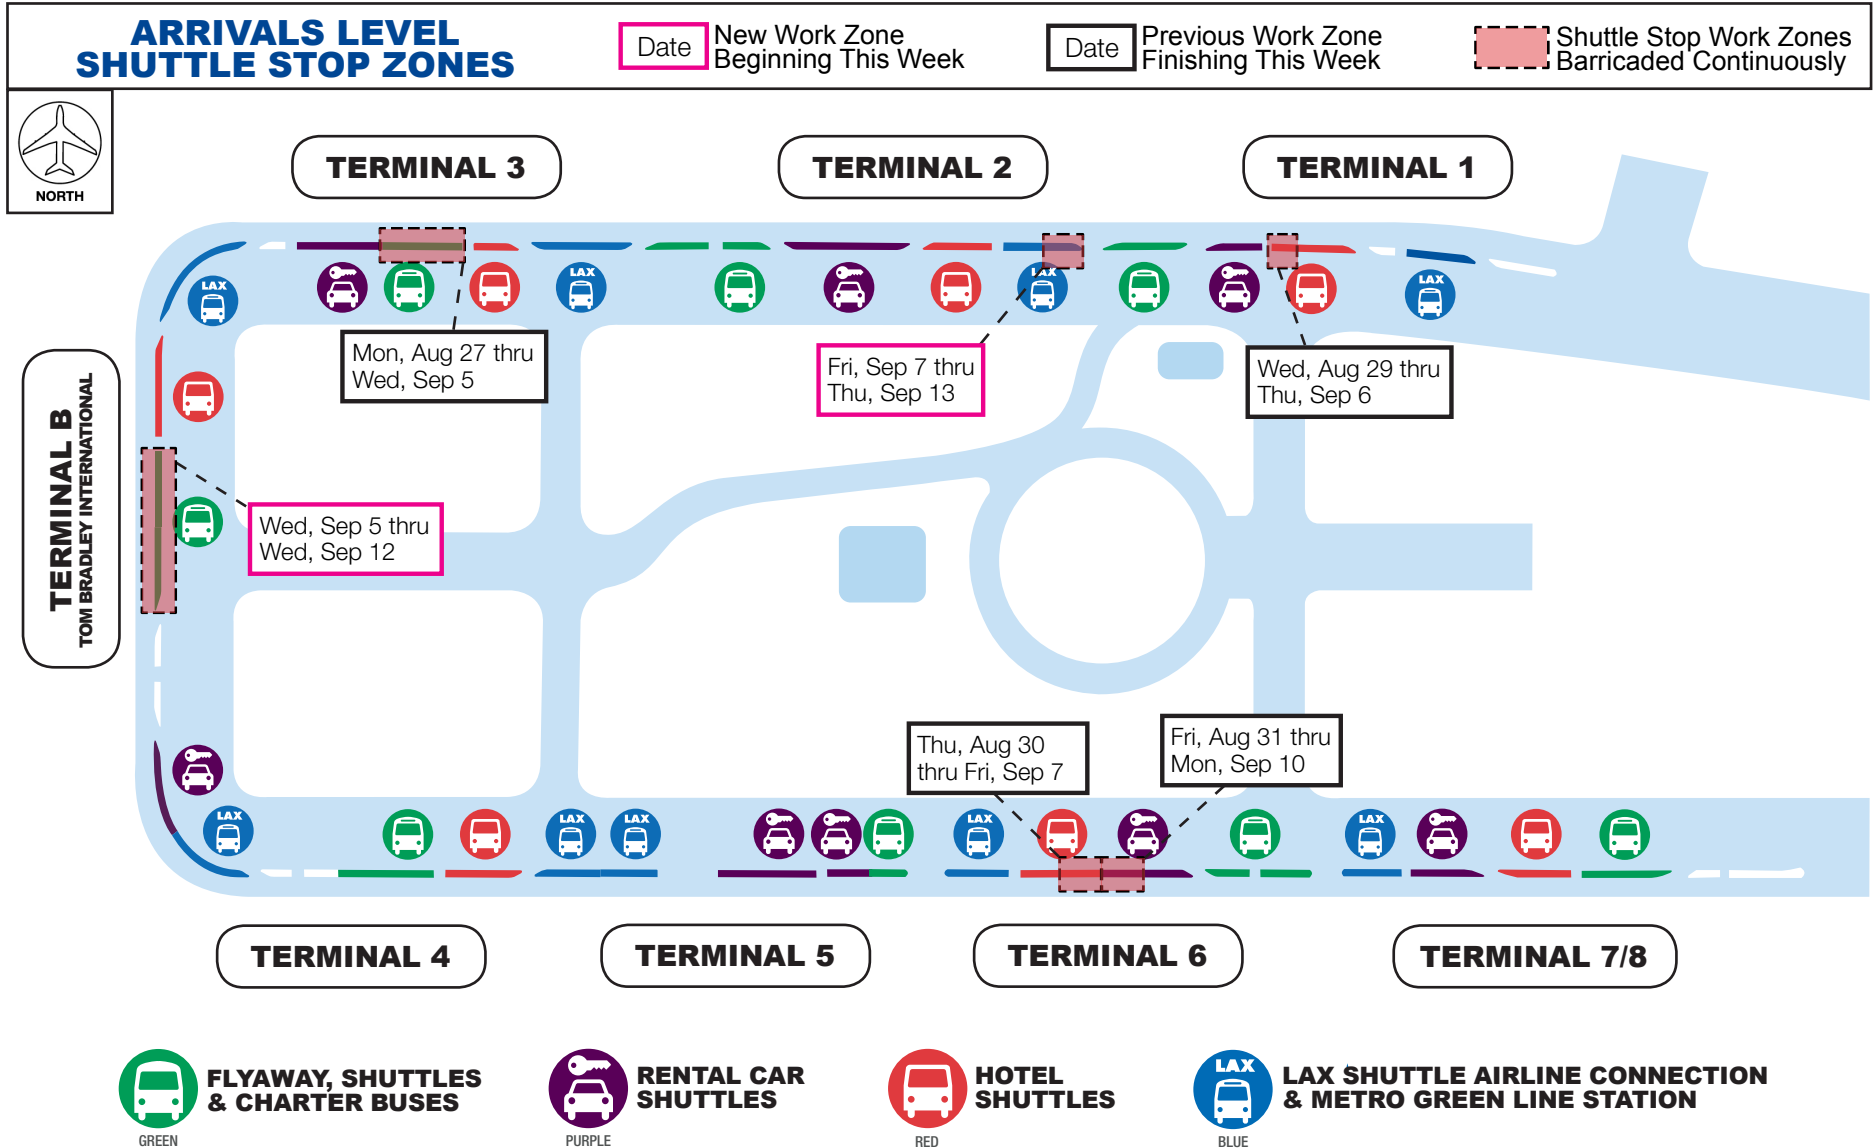 ARRIVALS LEVEL
SHUTTLE STOP ZONES
Date
New Work Zone
Beginning This Week
Date
Previous Work Zone
Finishing This Week
Shuttle Stop Work Zones
Barricaded Continuously
NORTH
TERMINAL 3
TERMINAL 2
TERMINAL 1
LAX
LAX
LAX
LAX
Mon, Aug 27 thru
Wed, Sep 5
Fri, Sep 7 thru
Thu, Sep 13
Wed, Aug 29 thru
Thu, Sep 6
TERMINAL B
TOM BRADLEY INTERNATIONAL
Wed, Sep 5 thru
Wed, Sep 12
Thu, Aug 30
thru Fri, Sep 7
Fri, Aug 31 thru
Mon, Sep 10
LAX
LAX
LAX
LAX
LAX
TERMINAL 4
TERMINAL 5
TERMINAL 6
TERMINAL 7/8
FLYAWAY, SHUTTLES
& CHARTER BUSES
GREEN
RENTAL CAR
SHUTTLES
PURPLE
HOTEL
SHUTTLES
RED
LAX
LAX SHUTTLE AIRLINE CONNECTION
& METRO GREEN LINE STATION
BLUE